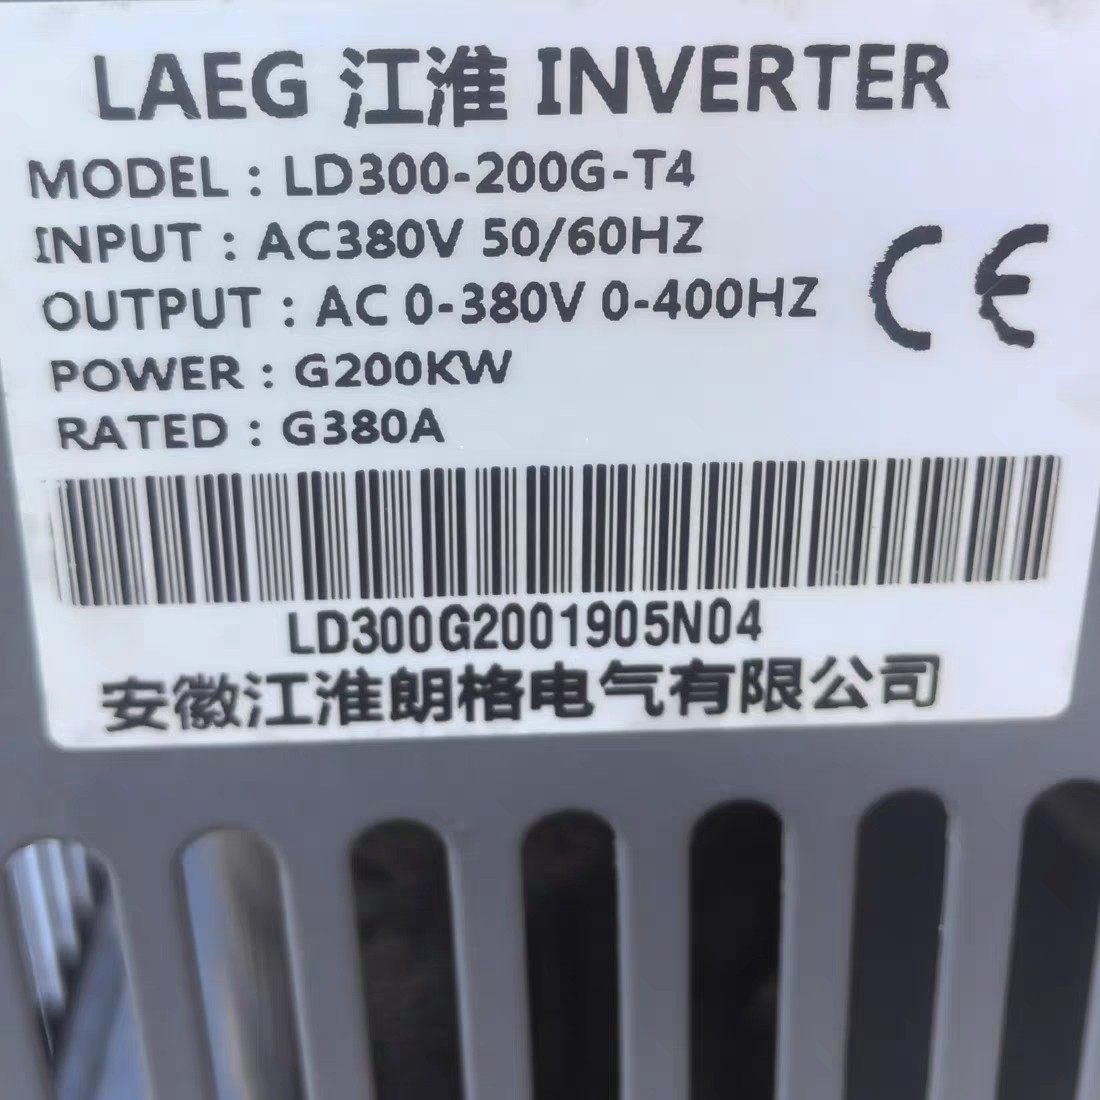 LAEG 江淮 INVERTER
MODEL : LD300-200G-T4
INPUT : AC380V 50/60HZ
OUTPUT : AC 0-380V 0-400HZ
CE
POWER : G200KW
RATED : G380A
LD300G2001905N04
安徽江淮朗格电气有限公司